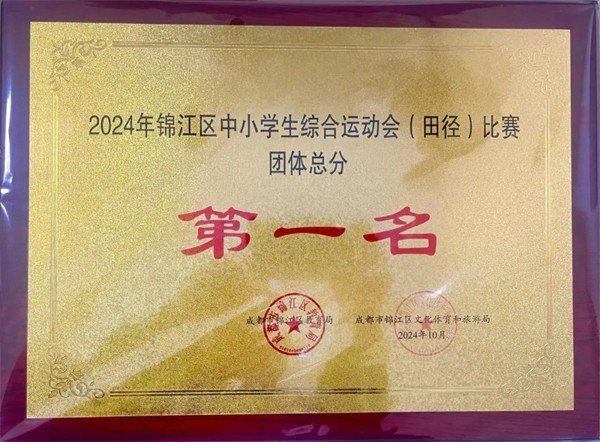 2024年锦江区中小学生综合运动会（田径）比赛
团体总分
第一名
成都市锦江区教育局 成都市锦江区文化体育和旅游局
2024年10月